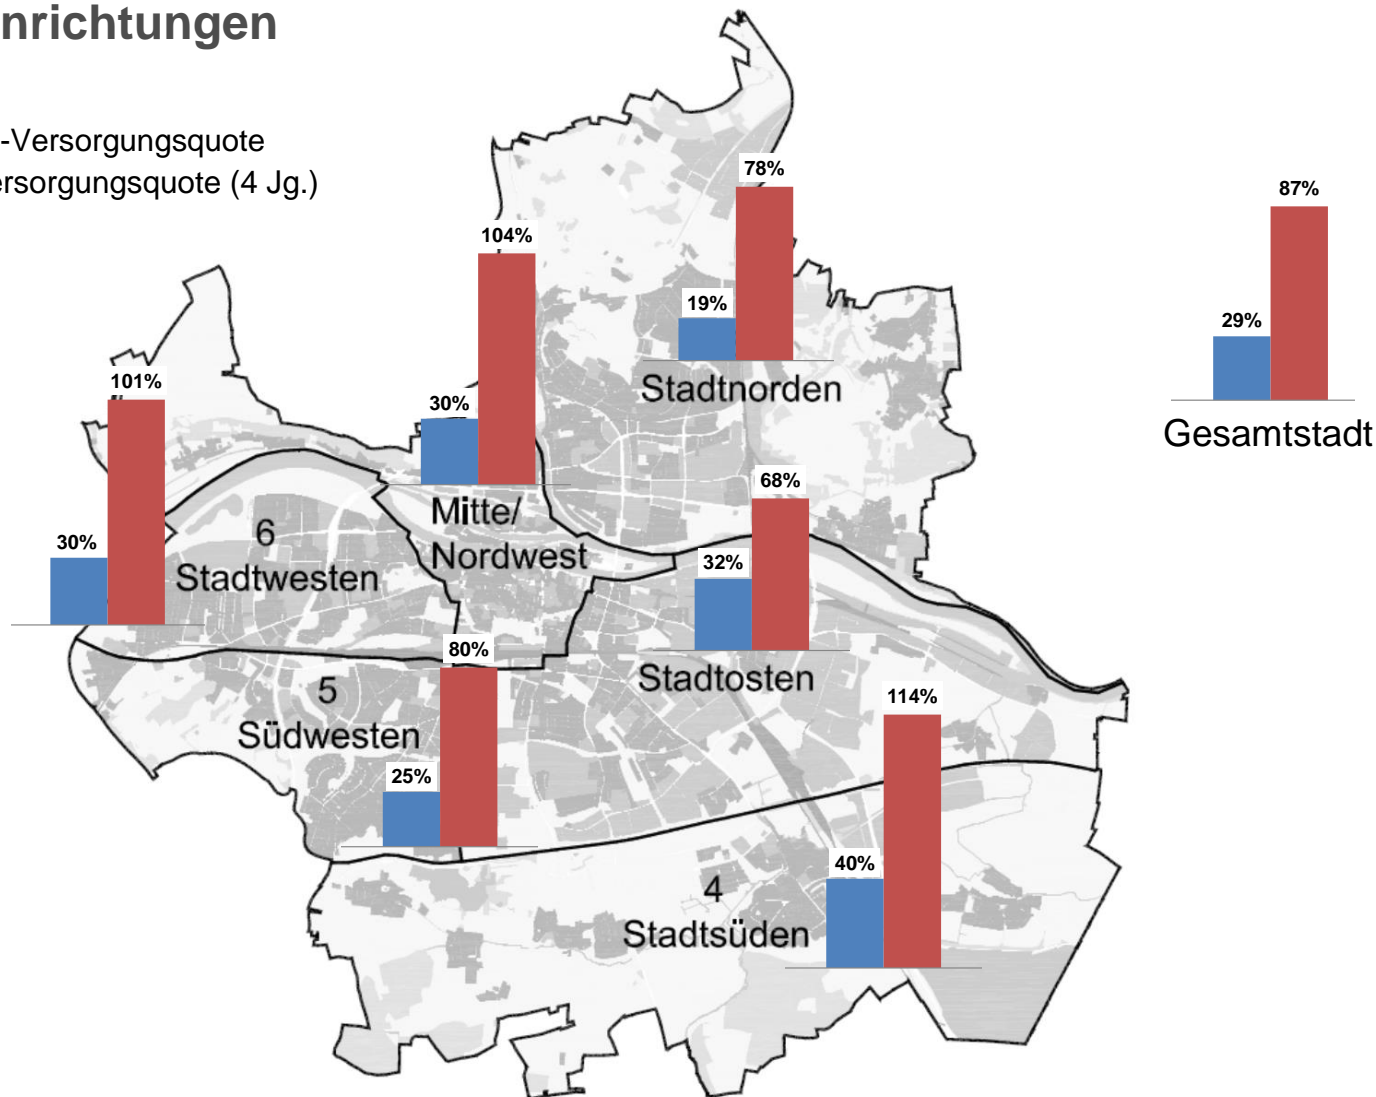 nrichtungen
-Versorgungsquote
ersorgungsquote (4 Jg.)
78%
19%
Stadtnorden
87%
29%
Gesamtstadt
104%
30%
Mitte/
Nordwest
101%
30%
6
Stadtwesten
68%
32%
Stadtosten
80%
25%
5
Südwesten
114%
40%
4
Stadtsüden